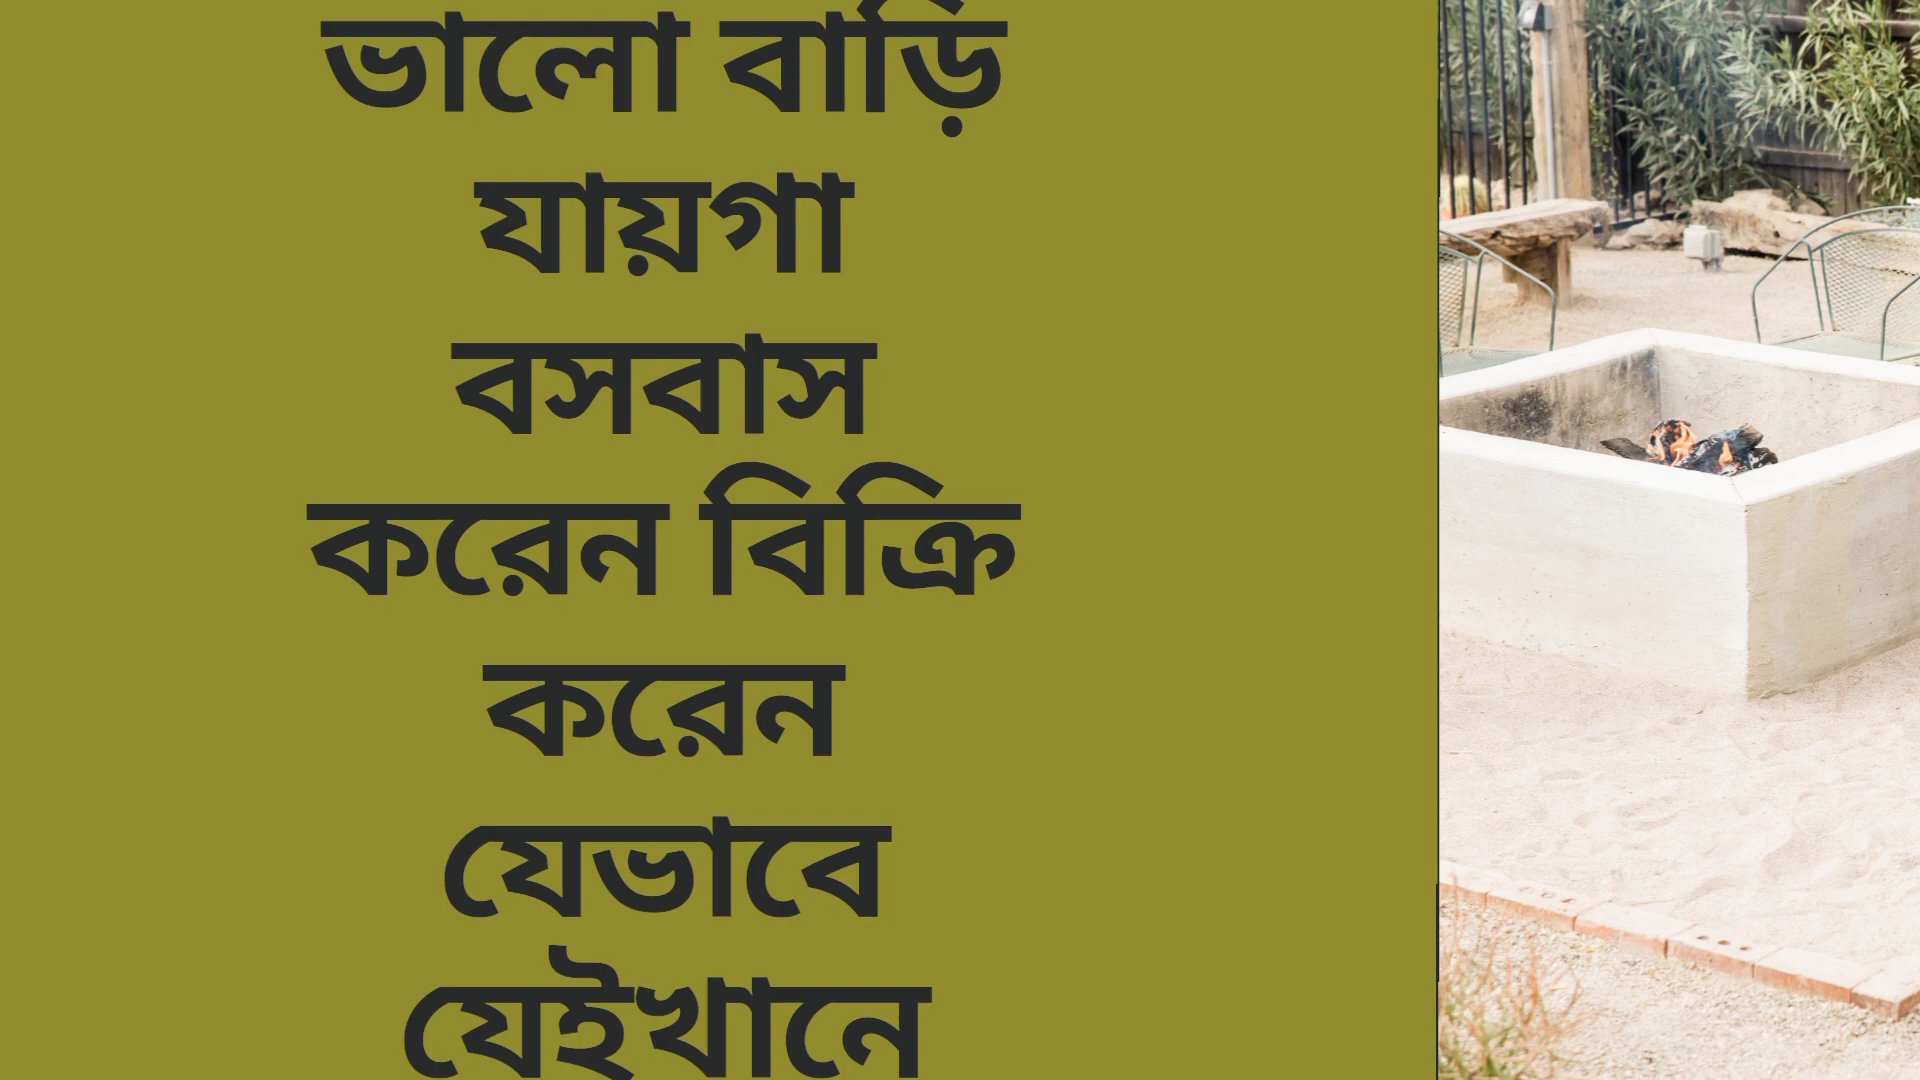 ভালো বাড়ি
যায়গা
বসবাস
করেন বিক্রি
করেন
যেভাবে
যেইখানে